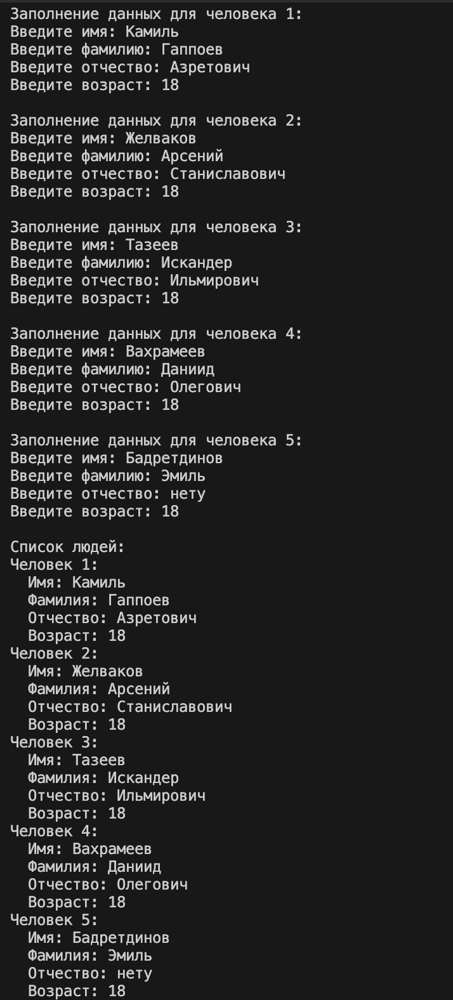 Заполнение данных для человека 1:
Введите имя: Камиль
Введите фамилию: Гаппоев
Введите отчество: Азретович
Введите возраст: 18
Заполнение данных для человека 2:
Введите имя: Желваков
Введите фамилию: Арсений
Введите отчество: Станиславович
Введите возраст: 18
Заполнение данных для человека 3:
Введите имя: Тазеев
Введите фамилию: Искандер
Введите отчество: Ильмирович
Введите возраст: 18
Заполнение данных для человека 4:
Введите имя: Вахрамеев
Введите фамилию: Даниид
Введите отчество: Олегович
Введите возраст: 18
Заполнение данных для человека 5:
Введите имя: Бадретдинов
Введите фамилию: Эмиль
Введите отчество: нету
Введите возраст: 18
Список людей:
Человек 1:
Имя: Камиль
Фамилия: Гаппоев
Отчество: Азретович
Возраст: 18
Человек 2:
Имя: Желваков
Фамилия: Арсений
Отчество: Станиславович
Возраст: 18
Человек 3:
Имя: Тазеев
Фамилия: Искандер
Отчество: Ильмирович
Возраст: 18
Человек 4:
Имя: Вахрамеев
Фамилия: Даниид
Отчество: Олегович
Возраст: 18
Человек 5:
Имя: Бадретдинов
Фамилия: Эмиль
Отчество: нету
Возраст: 18